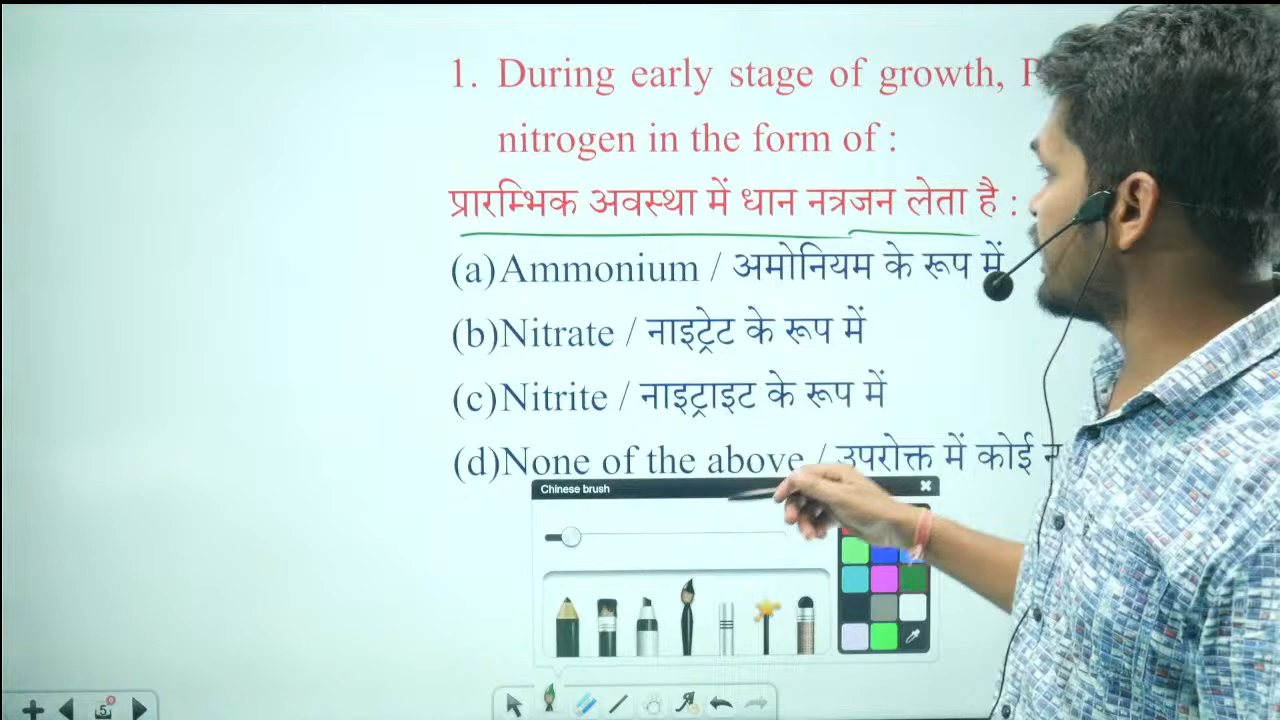 1. During early stage of growth,
nitrogen in the form of :
प्रारम्भिक अवस्था में धान नत्रजन लेता है :
(a)Ammonium / अमोनियम के रूप में
(b)Nitrate / नाइट्रेट के रूप में
(c)Nitrite / नाइट्राइट के रूप में
(d)None of the above / उपरोक्त में कोई
Chinese brush
5